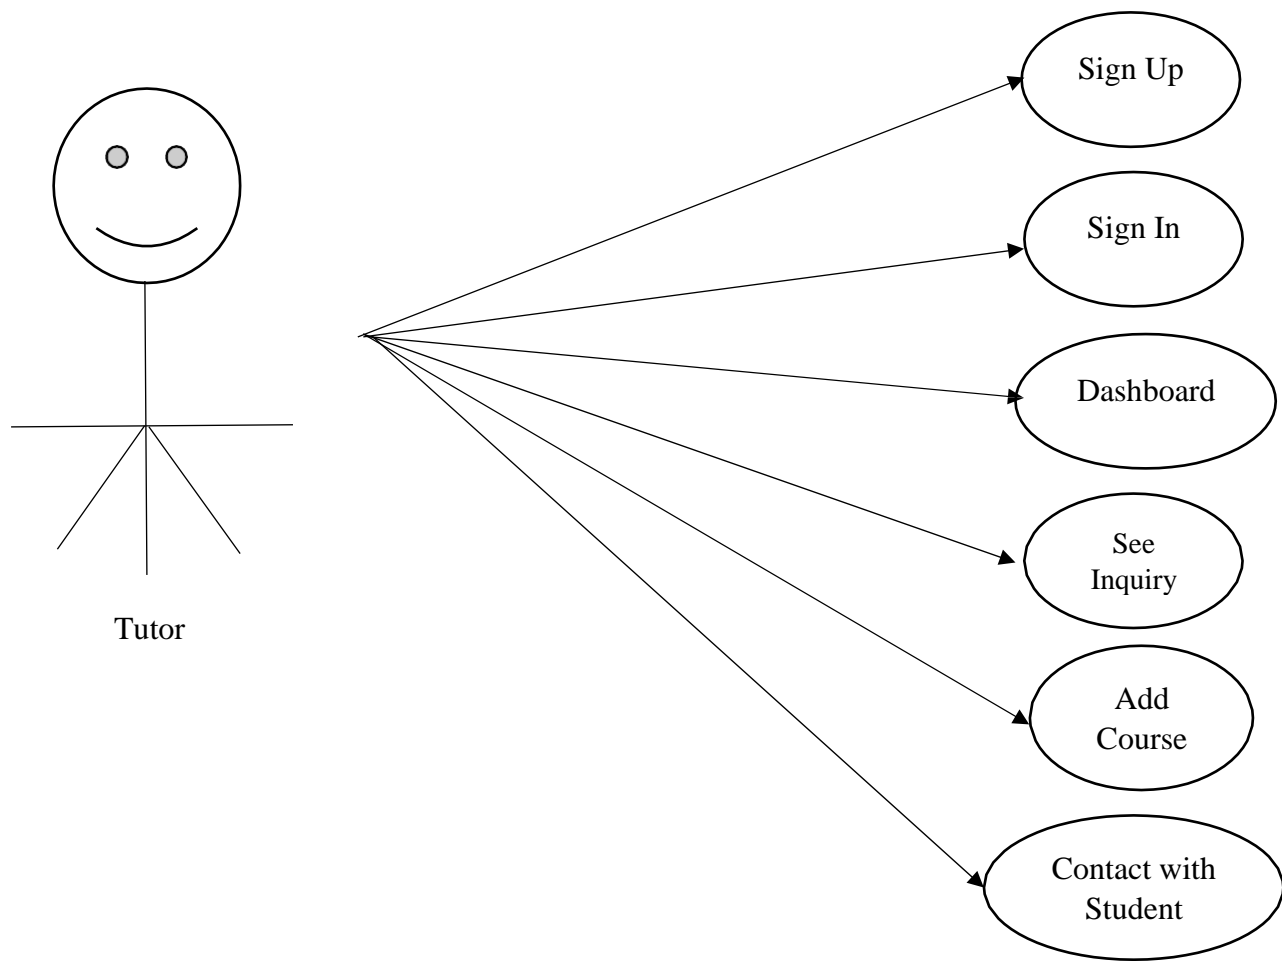 Sign Up
Sign In
Dashboard
See
Inquiry
Tutor
Add
Course
Contact with
Student